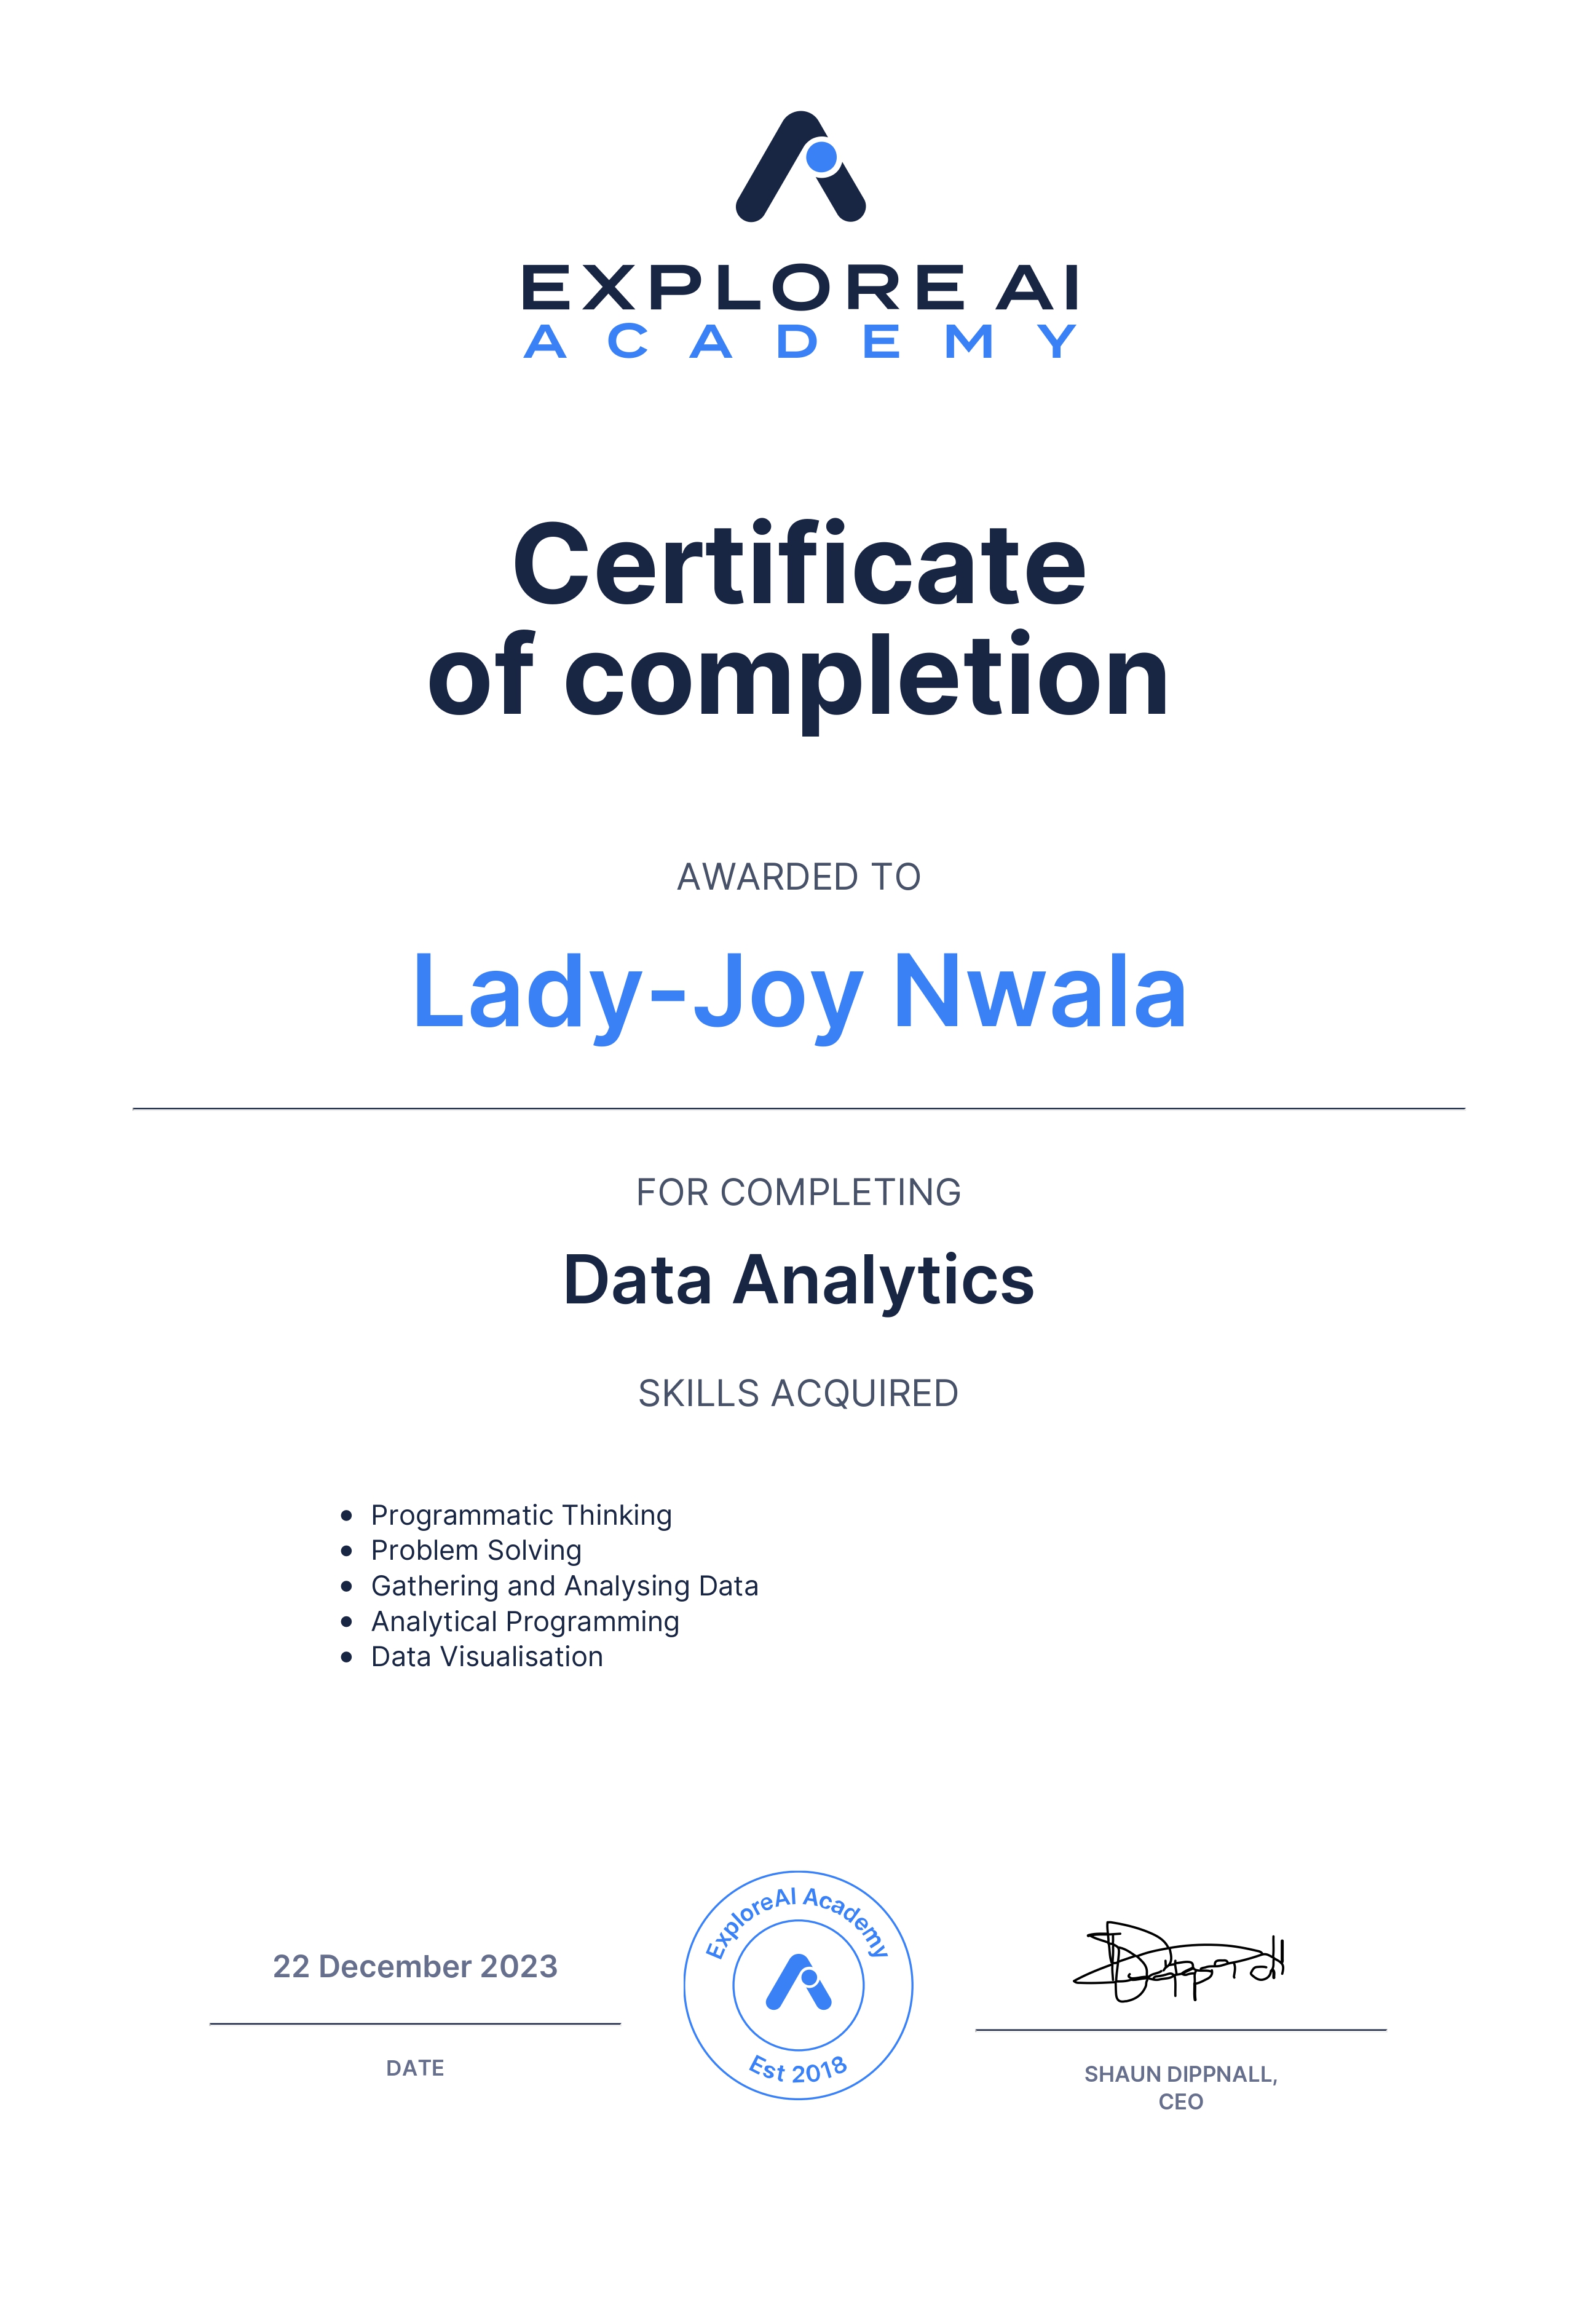 EXPLORE AI
ACADEMY
Certificate
of completion
AWARDED TO
Lady-Joy Nwala
FOR COMPLETING
Data Analytics
SKILLS ACQUIRED
• Programmatic Thinking
• Problem Solving
• Gathering and Analysing Data
• Analytical Programming
• Data Visualisation
22 December 2023
DATE
ExploreAI Academy
Est 2018
SHAUN DIPPNALL,
CEO